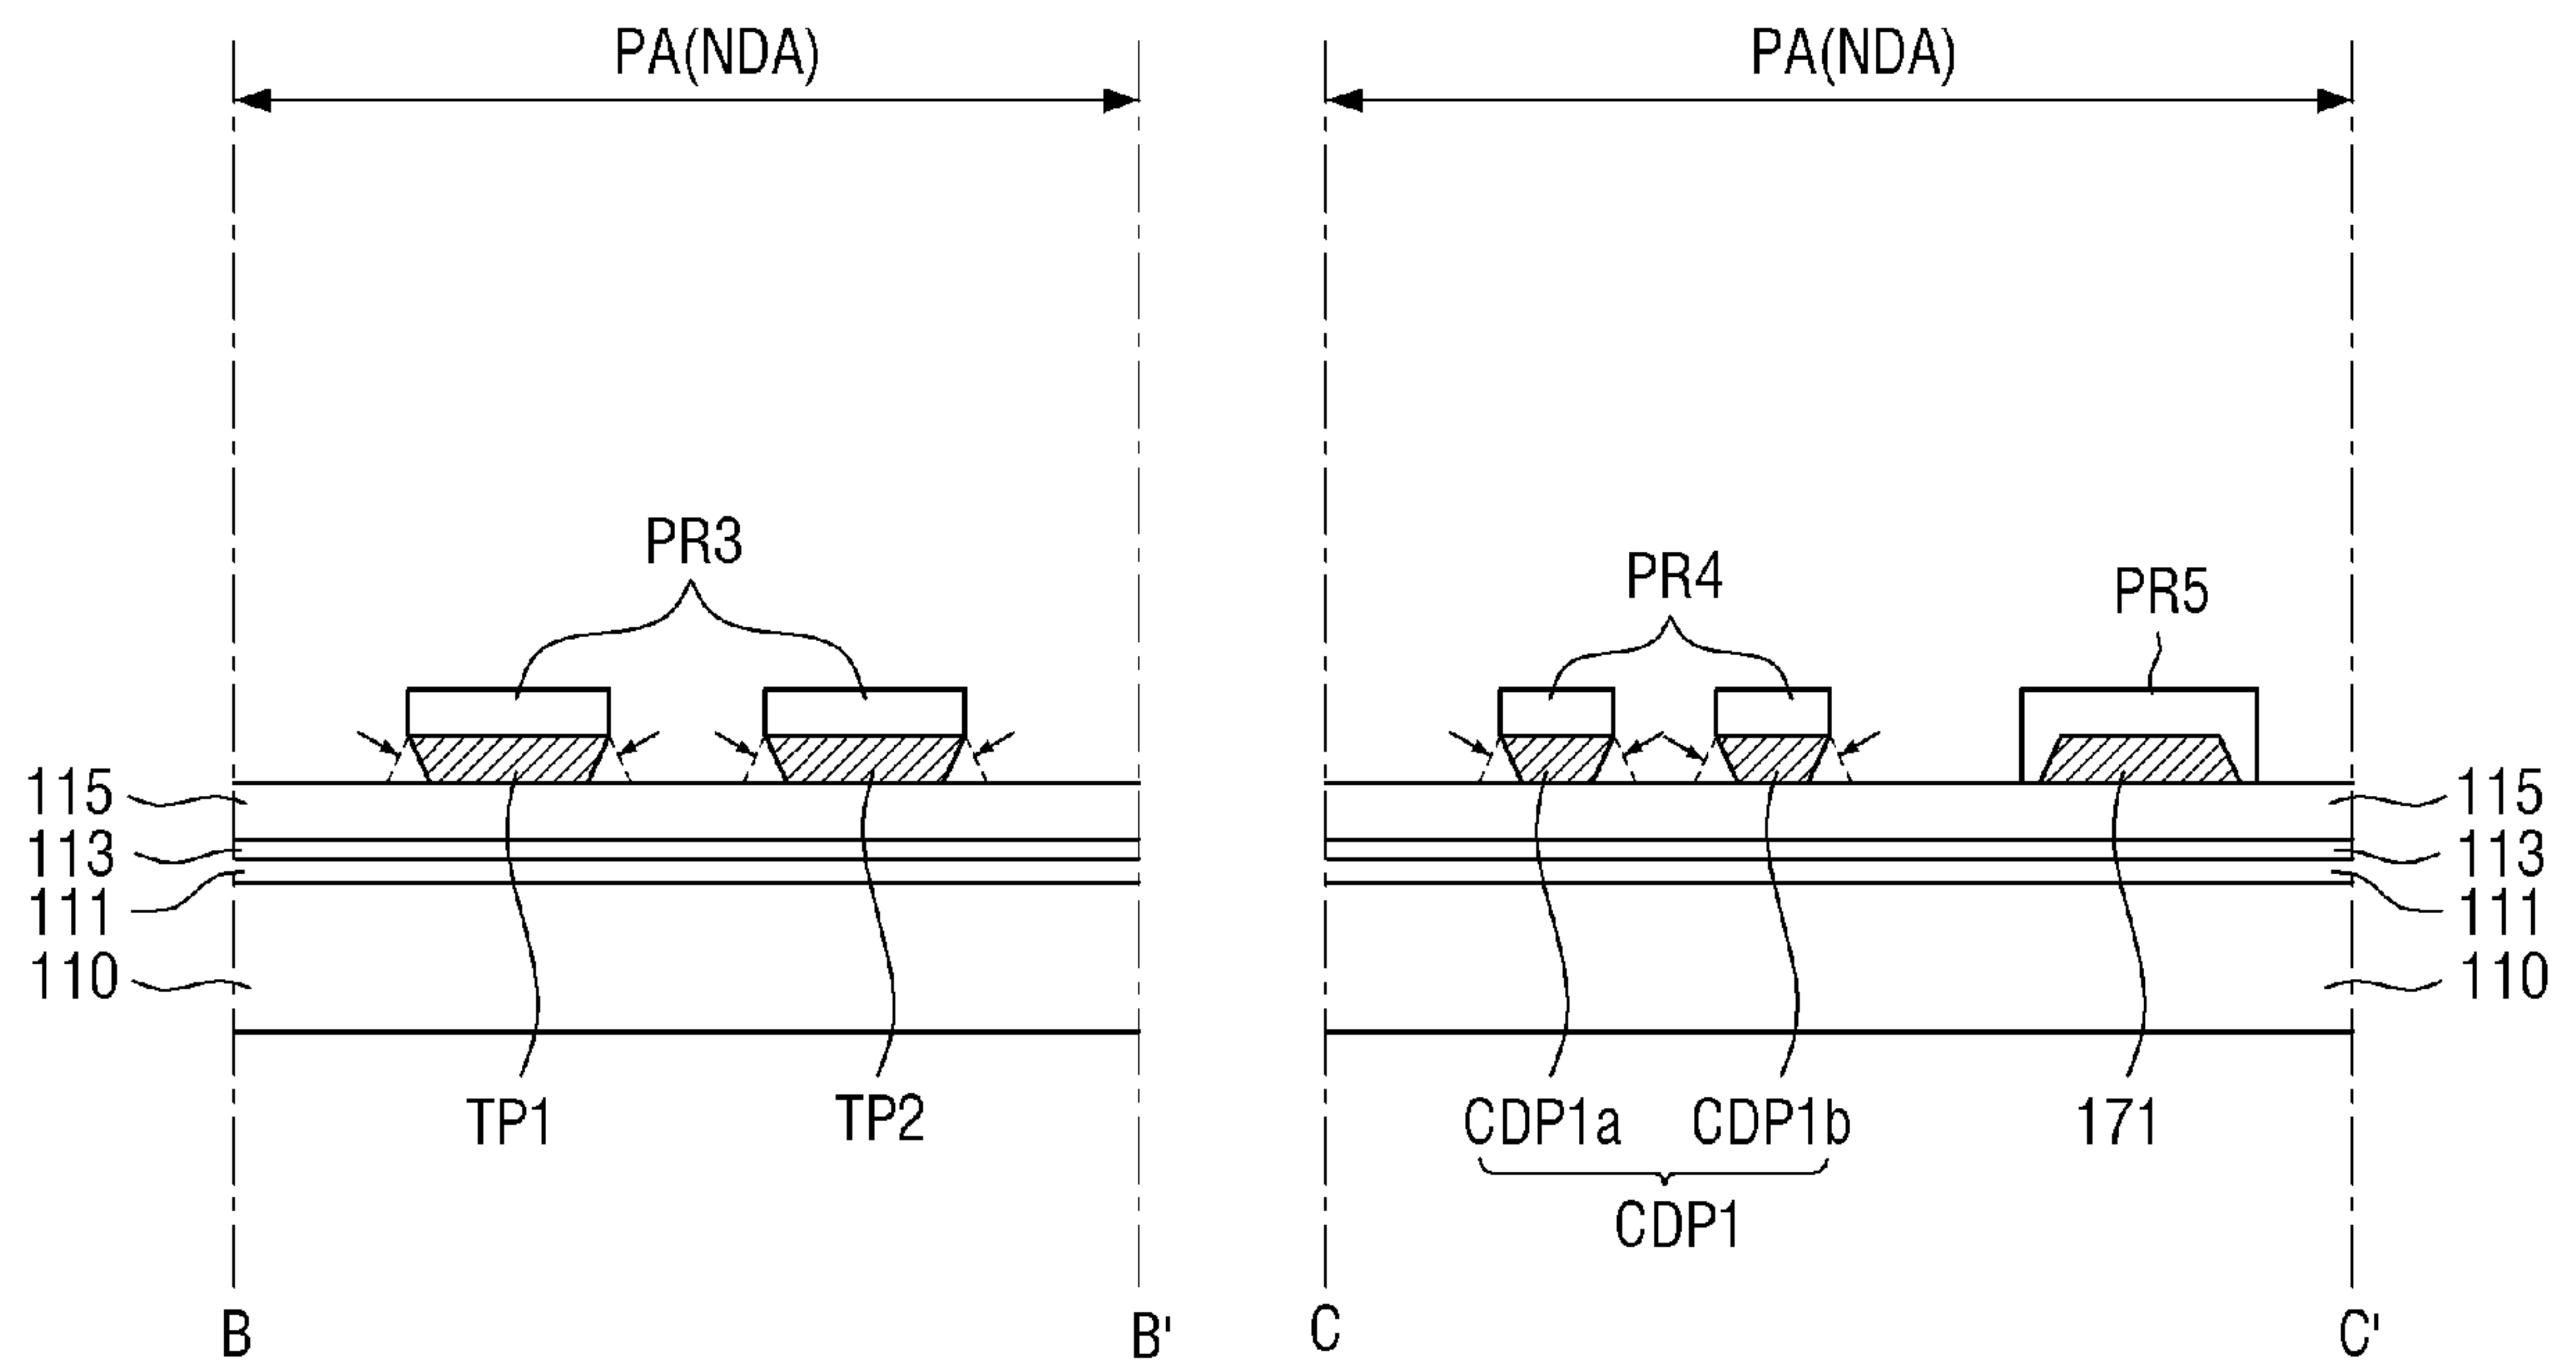 PA(NDA) PA(NDA)
PR3 PR4 PR5
115 115
113 113
111 111
110 110
TP1 TP2 CDP1a CDP1b 171
CDP1
B B' C C'